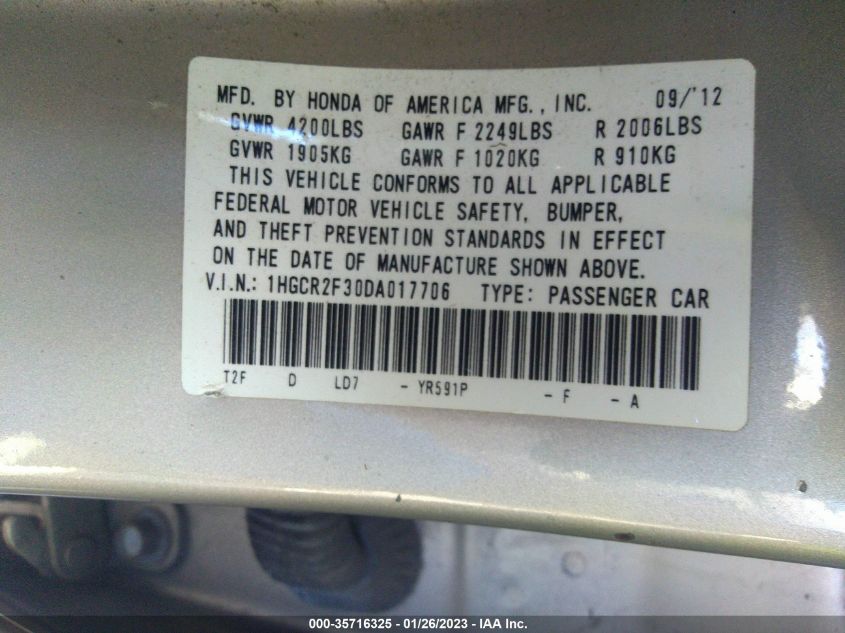 MFD. BY HONDA OF AMERICA MFG., INC. 09/'12
GVWR 4200LBS GAWR F 2249LBS R 2006LBS
GVWR 1905KG GAWR F 1020KG R 910KG
THIS VEHICLE CONFORMS TO ALL APPLICABLE
FEDERAL MOTOR VEHICLE SAFETY, BUMPER,
AND THEFT PREVENTION STANDARDS IN EFFECT
ON THE DATE OF MANUFACTURE SHOWN ABOVE.
V.I.N.: 1HGCR2F30DA017706 TYPE: PASSENGER CAR
T2F D LD7 - YR591P - F - A
000-35716325 - 01/26/2023 - IAA Inc.